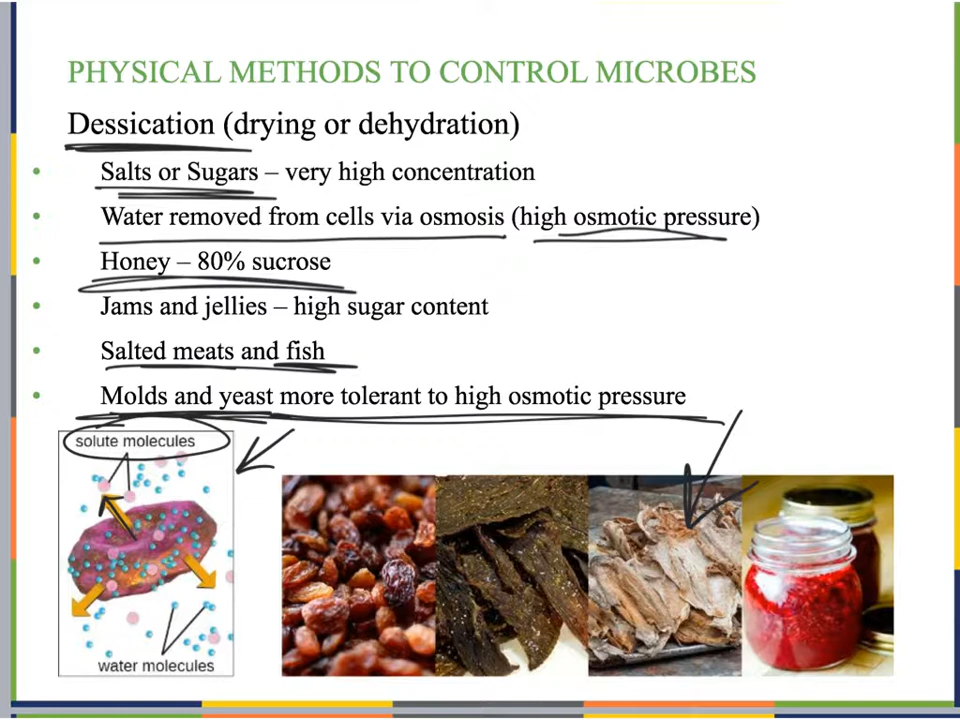 PHYSICAL METHODS TO CONTROL MICROBES
Dessication (drying or dehydration)
• Salts or Sugars – very high concentration
• Water removed from cells via osmosis (high osmotic pressure)
• Honey – 80% sucrose
• Jams and jellies – high sugar content
• Salted meats and fish
• Molds and yeast more tolerant to high osmotic pressure
solute molecules
water molecules